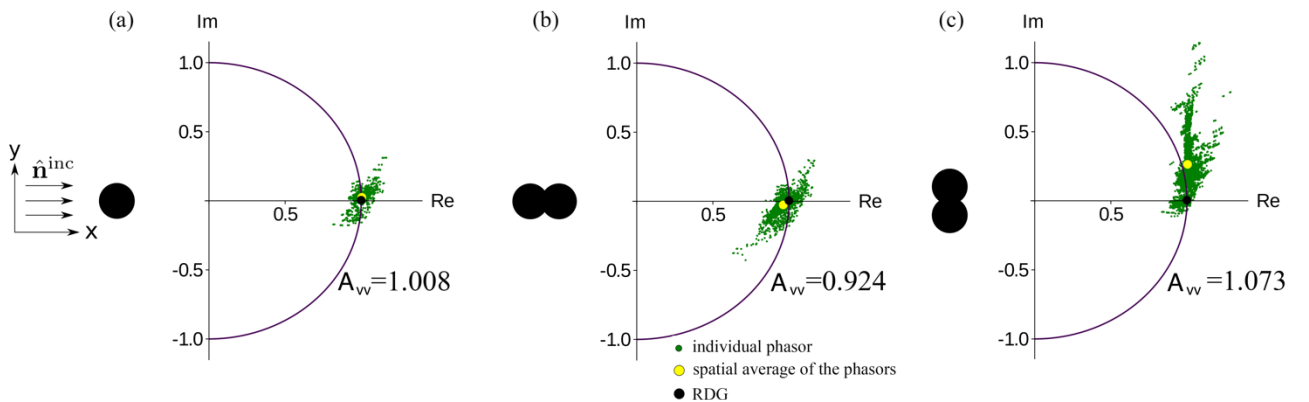 (a)
Im
1.0
0.5
0.5
Re
-0.5
-1.0
A_vv=1.008
y
n̂^inc
x
(b)
Im
1.0
0.5
0.5
Re
-0.5
-1.0
A_vv=0.924
individual phasor
spatial average of the phasors
RDG
(c)
Im
1.0
0.5
0.5
Re
-0.5
-1.0
A_vv=1.073